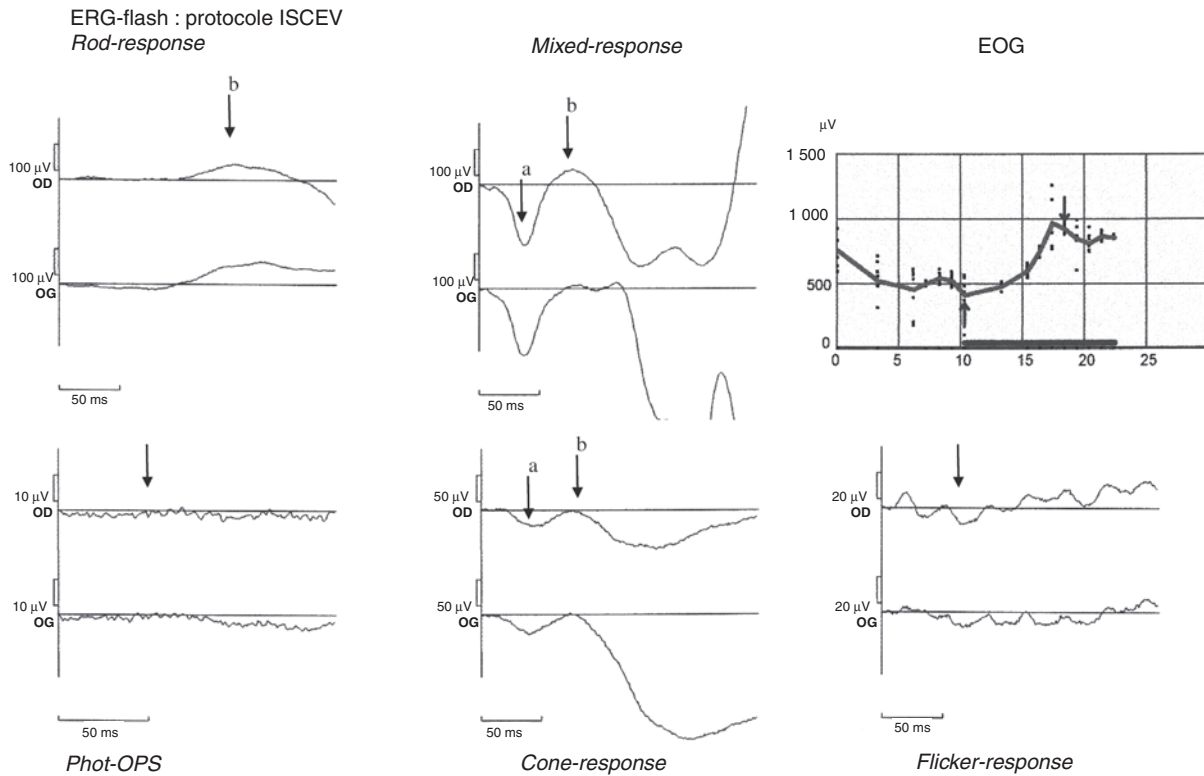 ERG-flash : protocole ISCEV
Rod-response
Mixed-response
EOG
b
100 µV
OD
100 µV
OG
50 ms
a
b
100 µV
OD
100 µV
OG
50 ms
µV
1 500
1 000
500
0
0 5 10 15 20 25
10 µV
OD
10 µV
OG
50 ms
Phot-OPS
a
b
50 µV
OD
50 µV
OG
50 ms
Cone-response
20 µV
OD
20 µV
OG
50 ms
Flicker-response